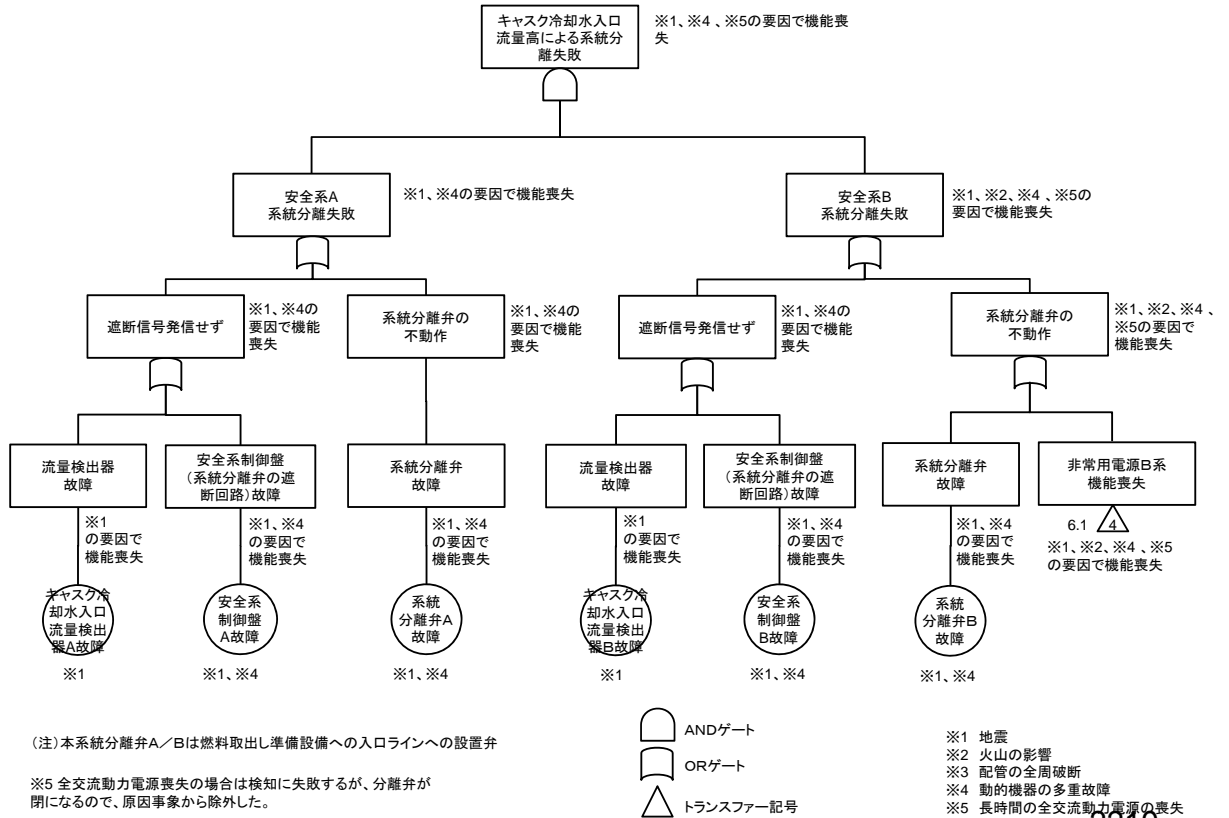 キャスク冷却水入口
流量高による系統分
離失敗
※1、※4 、※5の要因で機能喪
失
安全系A
系統分離失敗
※1、※4の要因で機能喪失
安全系B
系統分離失敗
※1、※2、※4 、※5の
要因で機能喪失
遮断信号発信せず
※1、※4の
要因で機能
喪失
系統分離弁の
不動作
※1、※4の
要因で機能
喪失
遮断信号発信せず
※1、※4の
要因で機能
喪失
系統分離弁の
不動作
※1、※2、※4 、
※5の要因で
機能喪失
流量検出器
故障
安全系制御盤
(系統分離弁の遮
断回路)故障
系統分離弁
故障
流量検出器
故障
安全系制御盤
(系統分離弁の遮
断回路)故障
系統分離弁
故障
非常用電源B系
機能喪失
※1
の要因で
機能喪失
※1、※4
の要因で
機能喪失
※1、※4
の要因で
機能喪失
※1
の要因で
機能喪失
※1、※4
の要因で
機能喪失
※1、※4
の要因で
機能喪失
6.1 4
※1、※2、※4 、※5
の要因で機能喪失
キャスク冷
却水入口
流量検出
器A故障
安全系
制御盤
A故障
系統
分離弁A
故障
キャスク冷
却水入口
流量検出
器B故障
安全系
制御盤
B故障
系統
分離弁B
故障
※1
※1、※4
※1、※4
※1
※1、※4
※1、※4
(注)本系統分離弁A/Bは燃料取出し準備設備への入口ラインへの設置弁
※5 全交流動力電源喪失の場合は検知に失敗するが、分離弁が
閉になるので、原因事象から除外した。
ANDゲート
ORゲート
トランスファー記号
※1 地震
※2 火山の影響
※3 配管の全周破断
※4 動的機器の多重故障
※5 長時間の全交流動力電源の喪失